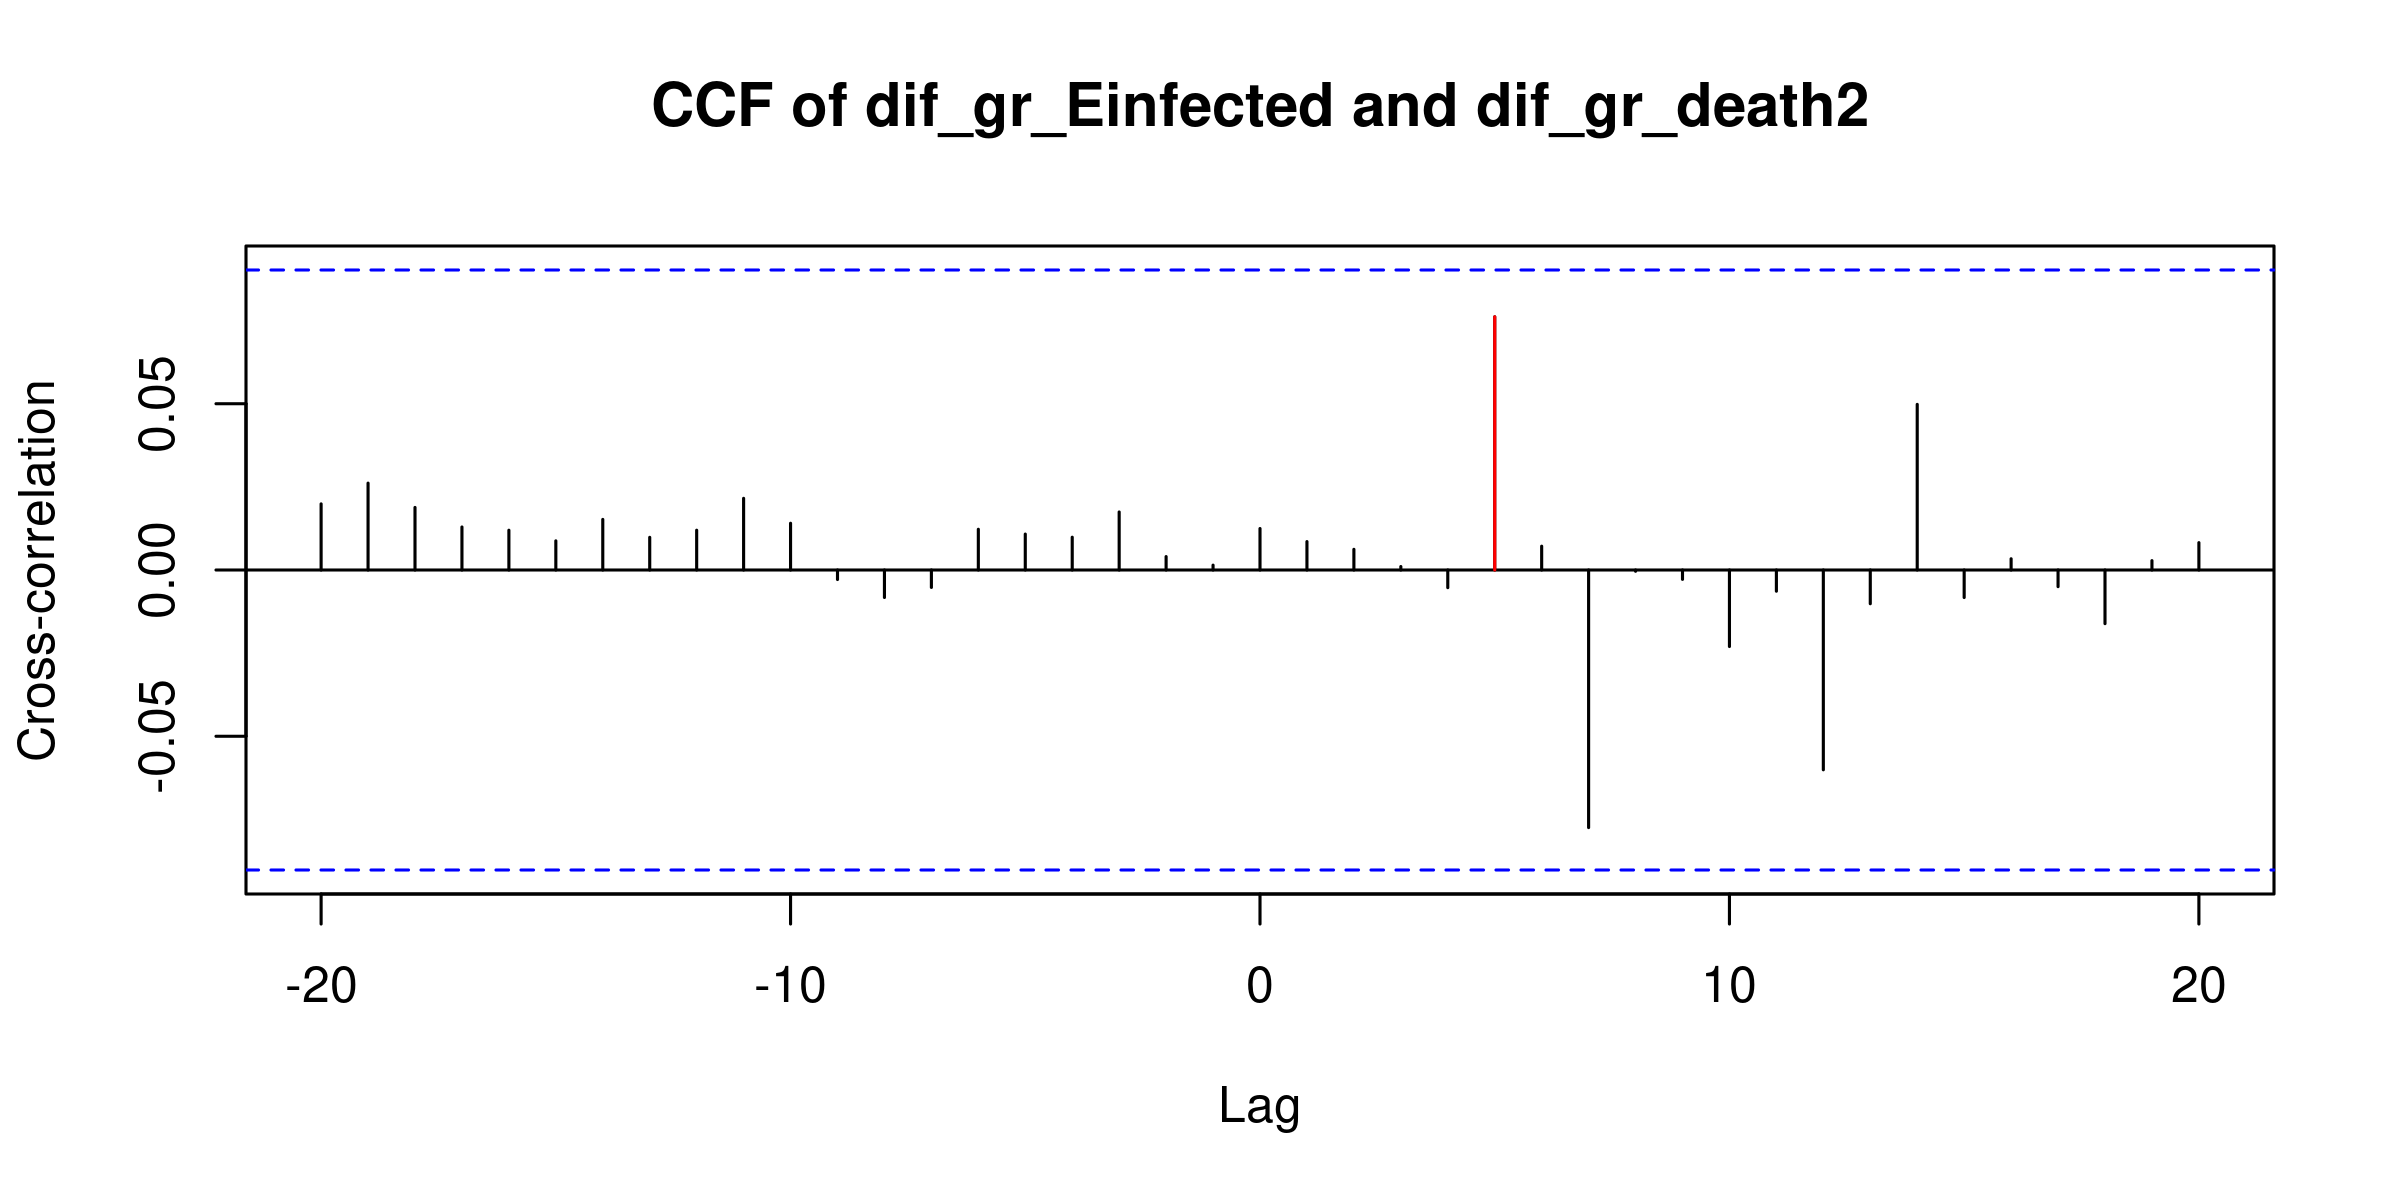 CCF of dif_gr_Einfected and dif_gr_death2
Cross-correlation
0.05
0.00
-0.05
-20 -10 0 10 20
Lag